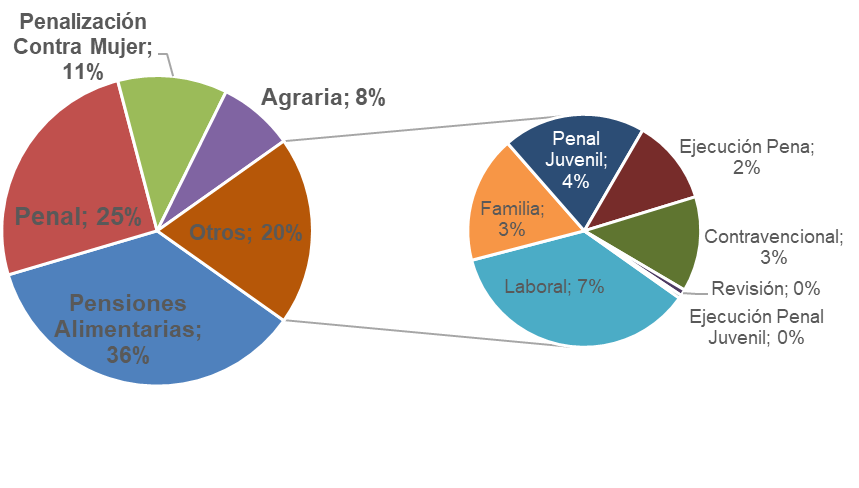 Penalización
Contra Mujer;
11%
Agraria; 8%
Penal; 25%
Otros; 20%
Pensiones
Alimentarias;
36%
Penal
Juvenil;
4%
Ejecución Pena;
2%
Familia;
3%
Contravencional;
3%
Laboral; 7%
Revisión; 0%
Ejecución Penal
Juvenil; 0%